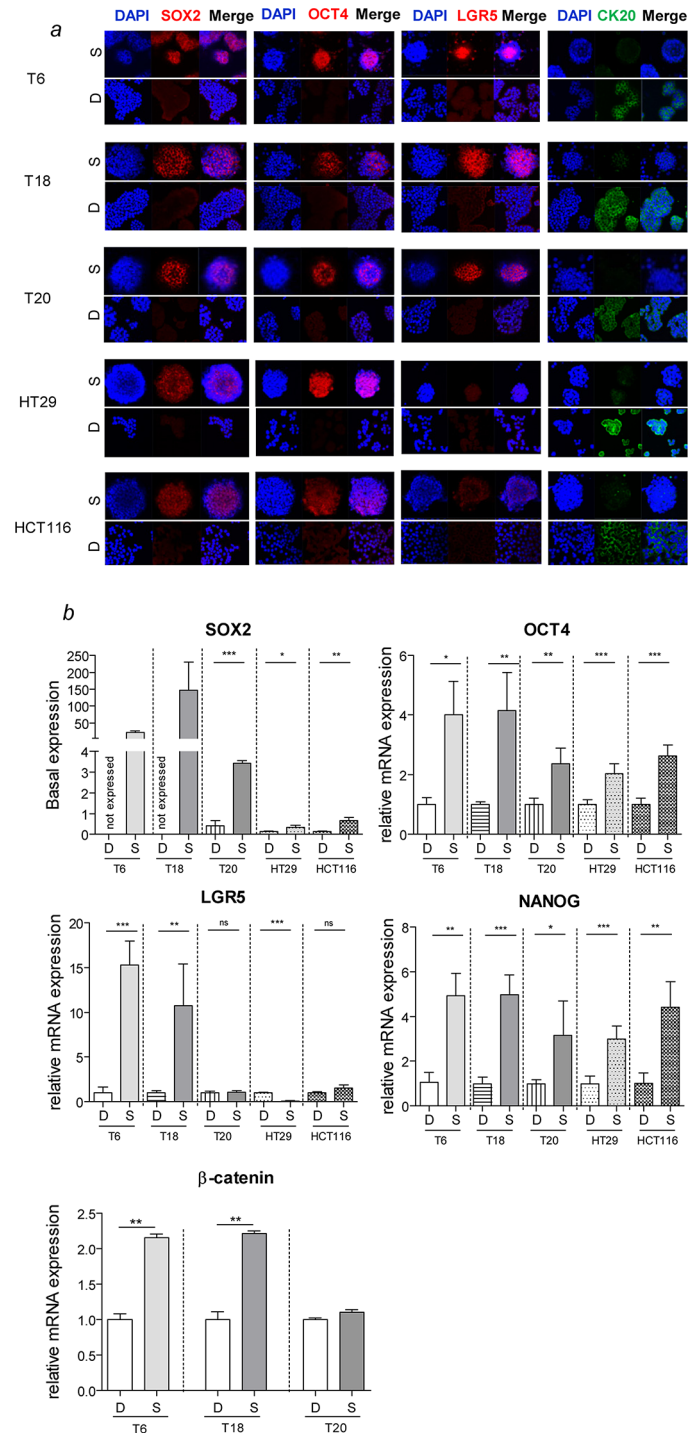 a
DAPI SOX2 Merge DAPI OCT4 Merge DAPI LGR5 Merge DAPI CK20 Merge
T6
S
D
T18
S
D
T20
S
D
HT29
S
D
HCT116
S
D
b
SOX2
Basal expression
250
200
150
100
50
4
3
2
1
0
not expressed
not expressed
***
*
**
D S D S D S D S D S
T6 T18 T20 HT29 HCT116
OCT4
relative mRNA expression
6
4
2
0
*
**
**
***
***
D S D S D S D S D S
T6 T18 T20 HT29 HCT116
LGR5
relative mRNA expression
20
15
10
5
0
***
**
ns
***
ns
D S D S D S D S D S
T6 T18 T20 HT29 HCT116
NANOG
relative mRNA expression
8
6
4
2
0
**
***
*
***
**
D S D S D S D S D S
T6 T18 T20 HT29 HCT116
β-catenin
relative mRNA expression
2.5
2.0
1.5
1.0
0.5
0.0
**
**
D S D S D S
T6 T18 T20